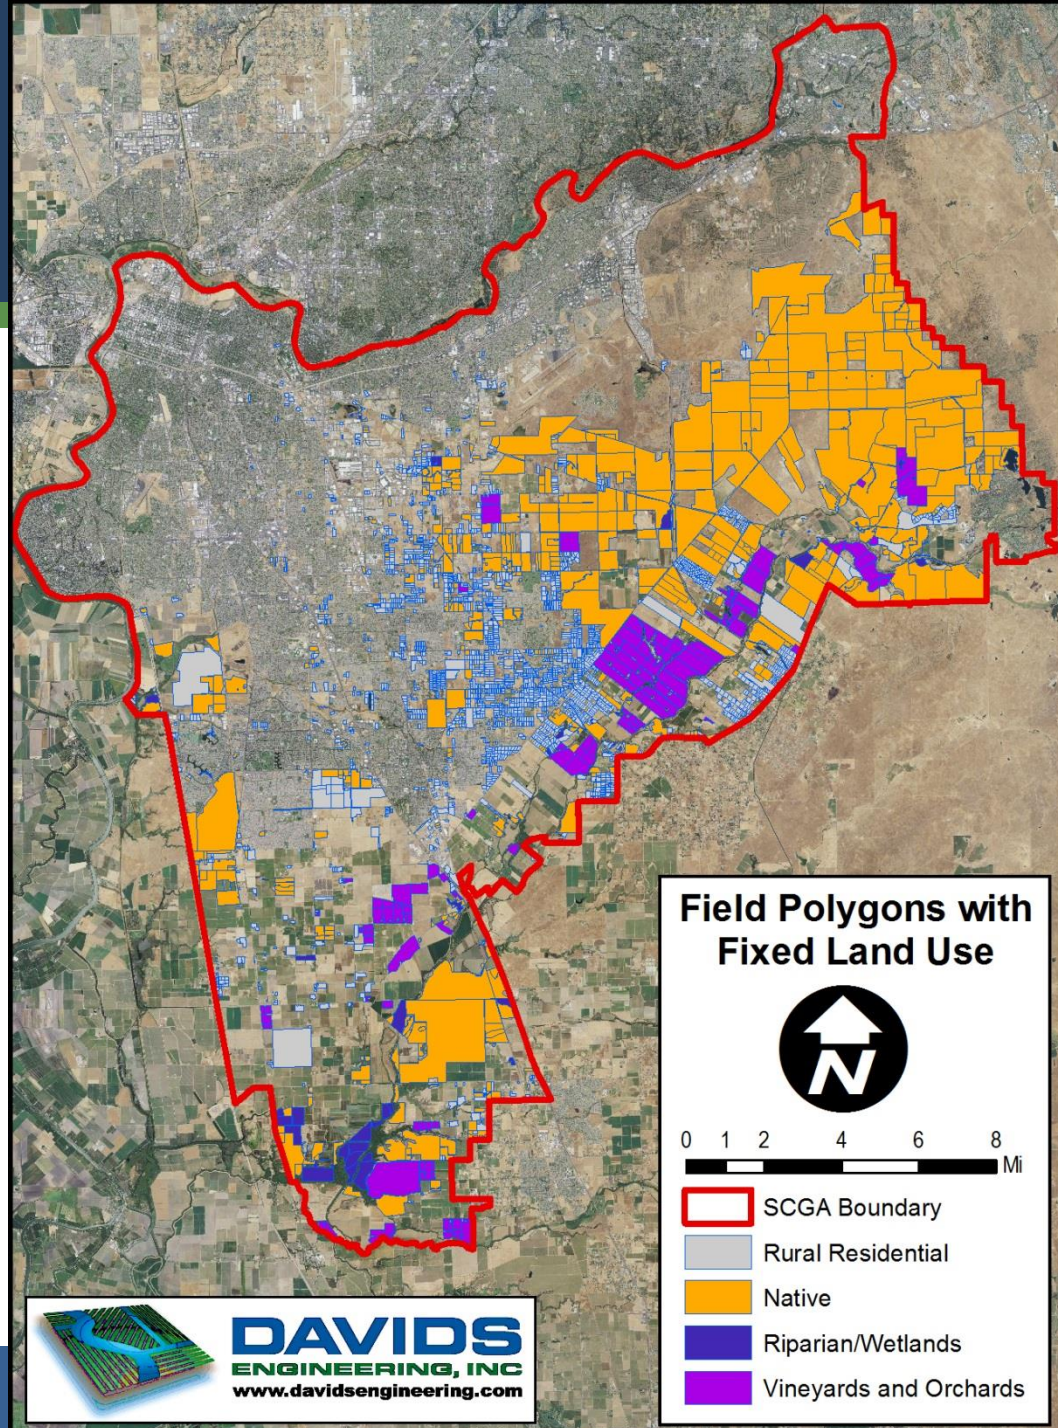 Field Polygons with
Fixed Land Use
N
0 1 2 4 6 8
Mi
SCGA Boundary
Rural Residential
Native
Riparian/Wetlands
Vineyards and Orchards
DAVIDS
ENGINEERING, INC
www.davidsengineering.com